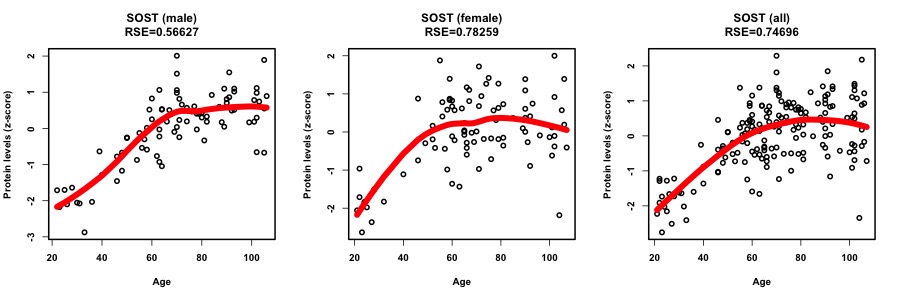 SOST (male)
RSE=0.56627
Protein levels (z-score)
2
1
0
-1
-2
-3
20 40 60 80 100
Age
SOST (female)
RSE=0.78259
Protein levels (z-score)
2
1
0
-1
-2
20 40 60 80 100
Age
SOST (all)
RSE=0.74696
Protein levels (z-score)
2
1
0
-1
-2
20 40 60 80 100
Age